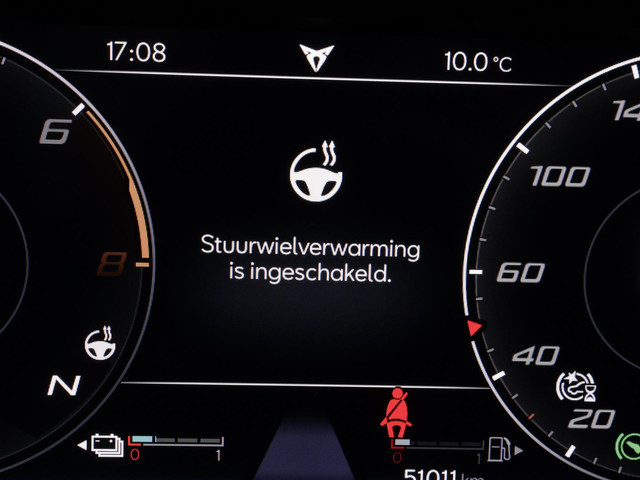 17:08
10.0 °C
6
8
N
Stuurwielverwarming
is ingeschakeld.
14
100
60
40
20
0 1
0 1
51011 km